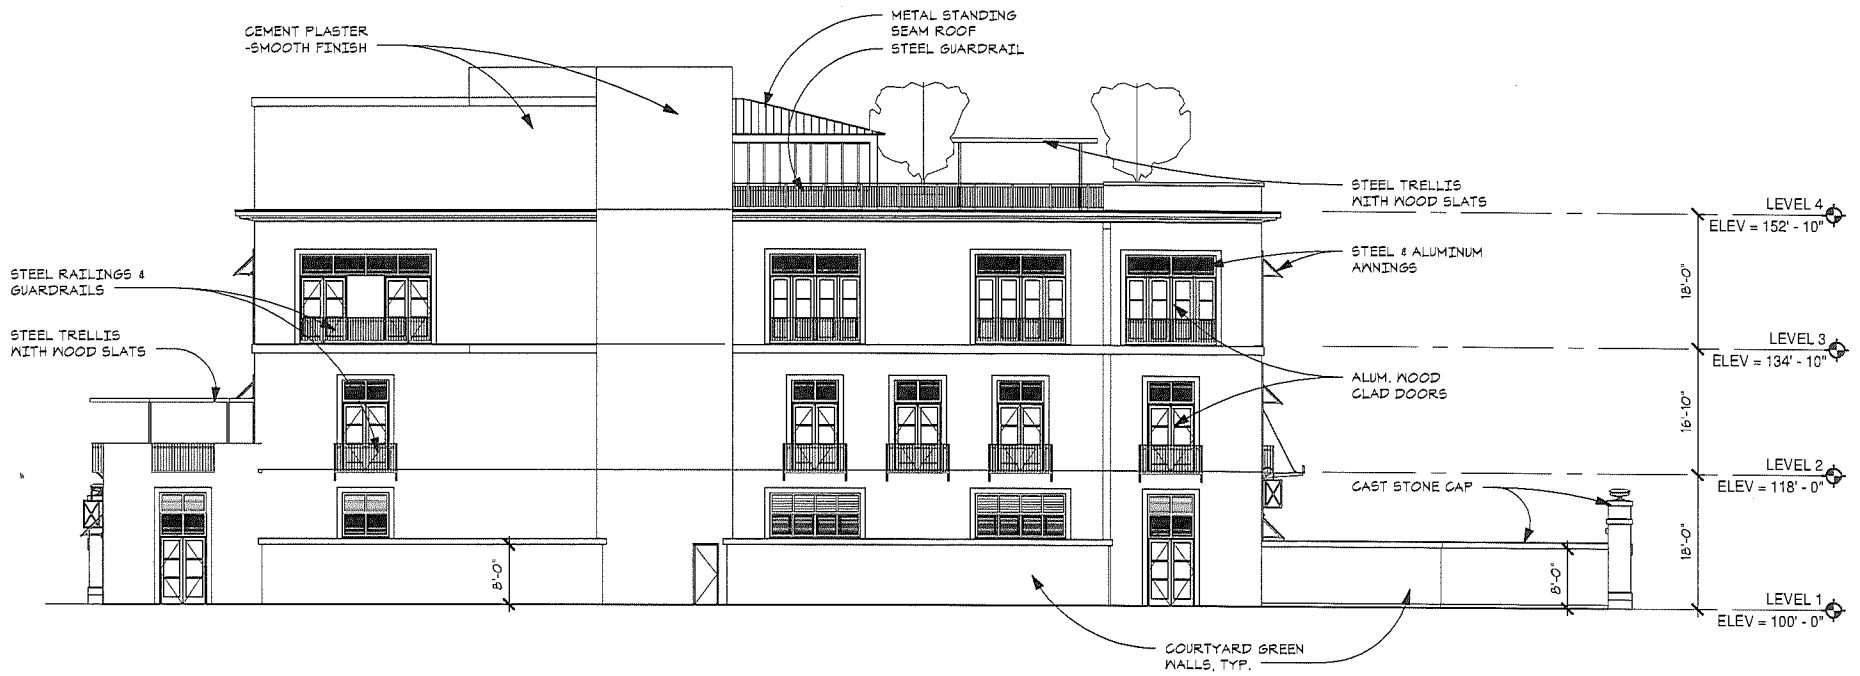 METAL STANDING
SEAM ROOF
STEEL GUARDRAIL
CEMENT PLASTER
-SMOOTH FINISH
STEEL TRELLIS
WITH WOOD SLATS
LEVEL 4
ELEV = 152' - 10"
STEEL & ALUMINUM
AWNINGS
STEEL RAILINGS &
GUARDRAILS
18'-0"
STEEL TRELLIS
WITH WOOD SLATS
LEVEL 3
ELEV = 134' - 10"
ALUM. WOOD
CLAD DOORS
16'-10"
LEVEL 2
ELEV = 118' - 0"
CAST STONE CAP
18'-0"
8'-0"
8'-0"
LEVEL 1
ELEV = 100' - 0"
COURTYARD GREEN
WALLS, TYP.